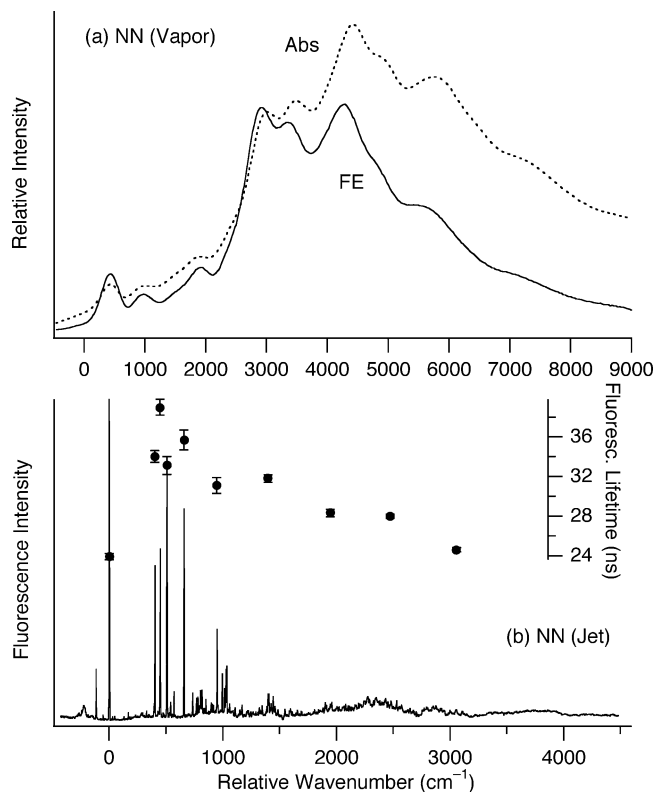 (a) NN (Vapor)
Abs
FE
Relative Intensity
0 1000 2000 3000 4000 5000 6000 7000 8000 9000
Fluorescence Intensity
Fluoresc. Lifetime (ns)
36
32
28
24
(b) NN (Jet)
0 1000 2000 3000 4000
Relative Wavenumber (cm⁻¹)